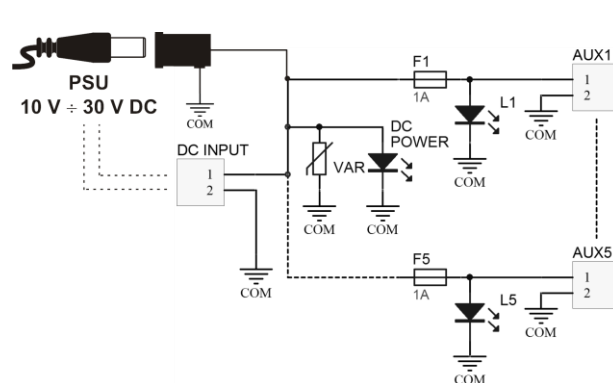 PSU
10 V ÷ 30 V DC
COM
F1
1A
AUX1
1
2
L1
COM
COM
DC INPUT
1
2
COM
VAR
COM
DC
POWER
COM
F5
1A
AUX5
1
2
L5
COM
COM